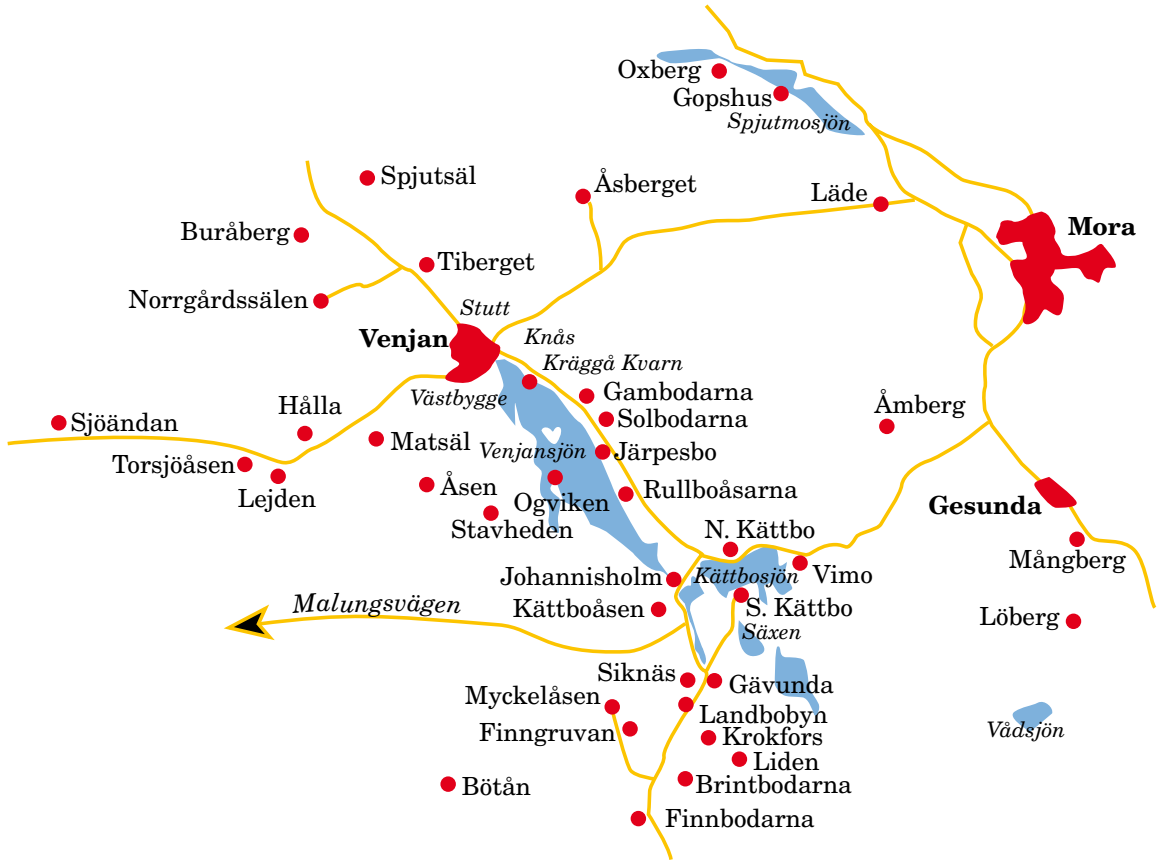 Oxberg
Gopshus
Spjutmosjön
Spjutsäl
Åsberget
Läde
Buråberg
Mora
Tiberget
Norrgårdssälen
Stutt
Venjan
Knås
Kräggå Kvarn
Västbygge
Gambodarna
Hålla
Åmberg
Sjöändan
Solbodarna
Matsäl
Venjansjön
Järpesbo
Torsjöåsen
Åsen
Rullboåsarna
Lejden
Ogviken
Gesunda
Stavheden
N. Kättbo
Mångberg
Johannisholm
Kättbosjön
Vimo
Malungsvägen
Kättboåsen
S. Kättbo
Löberg
Säxen
Siknäs
Gävunda
Myckelåsen
Landbobyn
Vådsjön
Finngruvan
Krokfors
Liden
Bötån
Brintbodarna
Finnbodarna